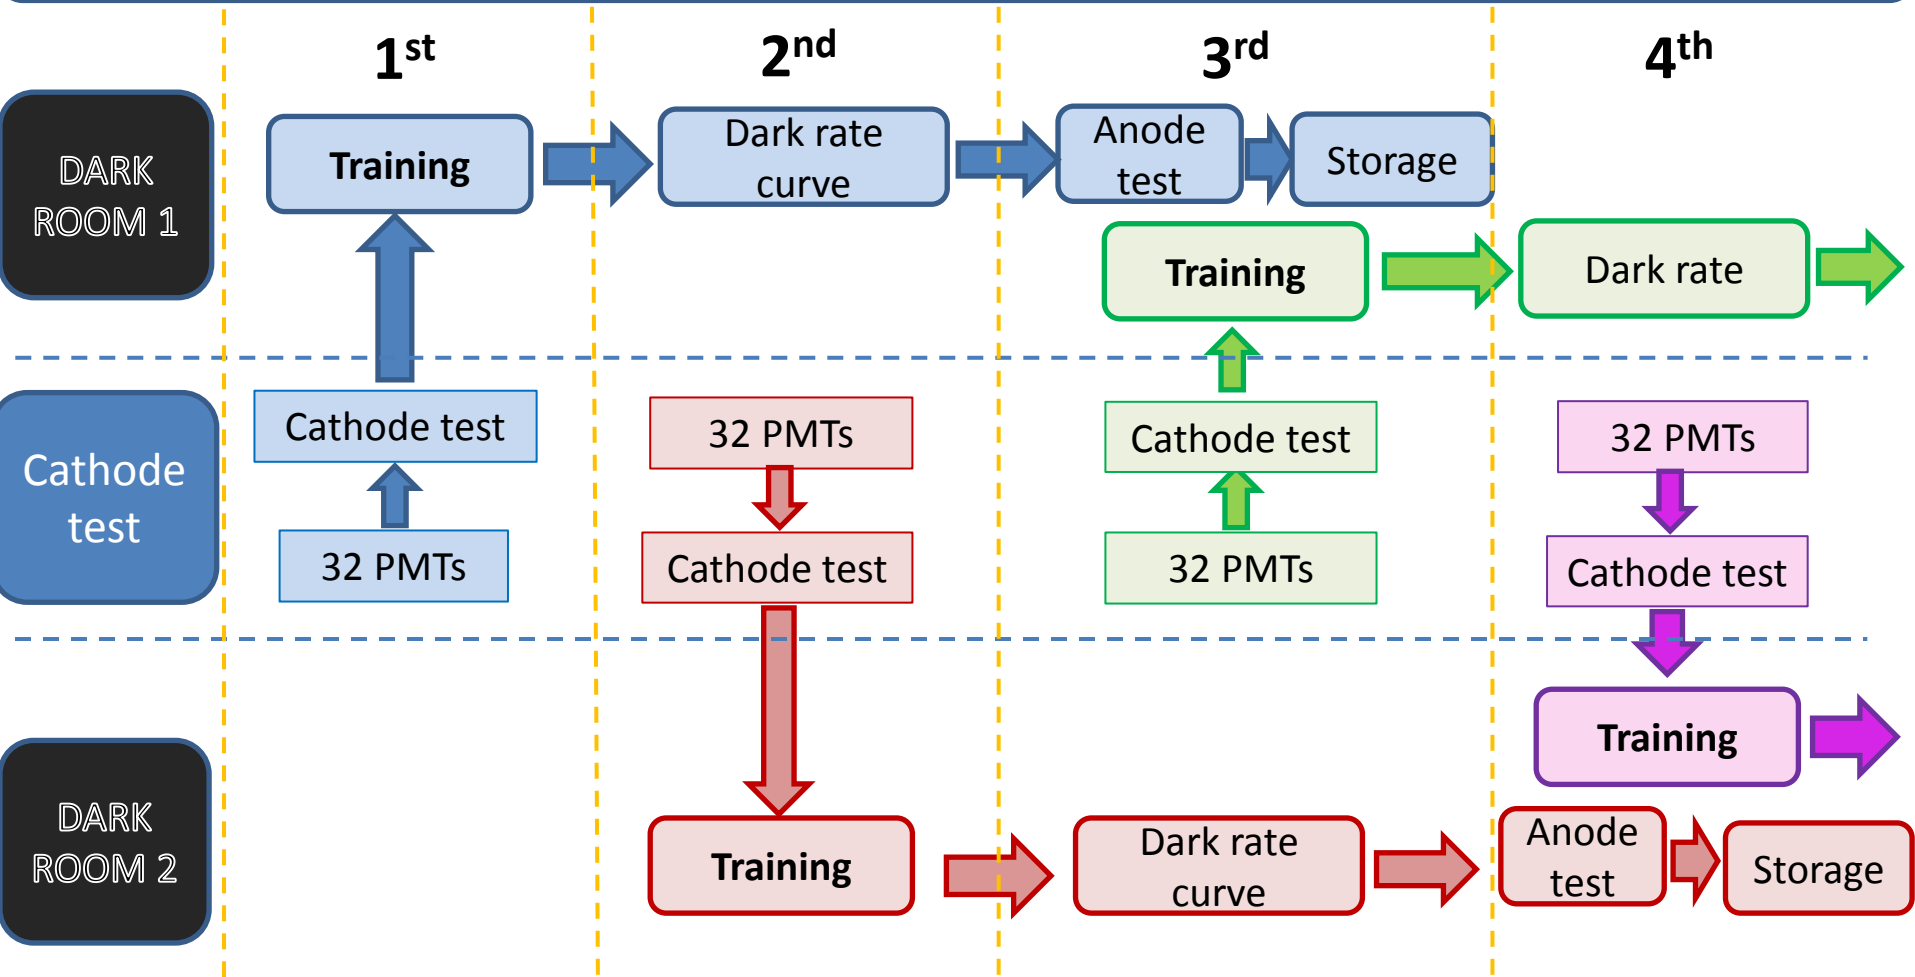 1st
2nd
3rd
4th
DARK
ROOM 1
Training
Dark rate
curve
Anode
test
Storage
Training
Dark rate
Cathode
test
Cathode test
32 PMTs
32 PMTs
Cathode test
Cathode test
32 PMTs
32 PMTs
Cathode test
DARK
ROOM 2
Training
Dark rate
curve
Training
Anode
test
Storage